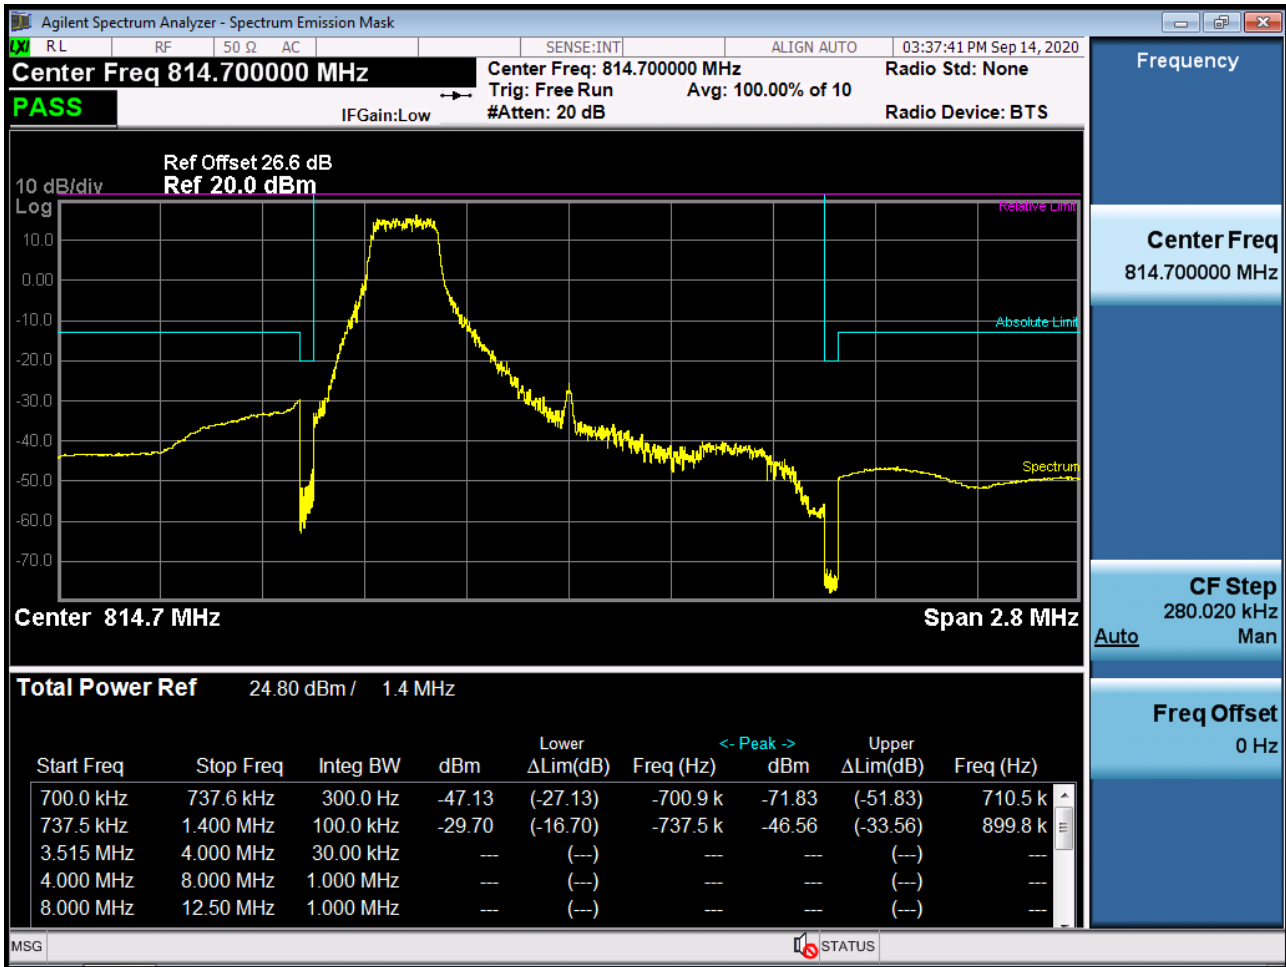 Agilent Spectrum Analyzer - Spectrum Emission Mask
LXI RL RF 50 Ω AC SENSE:INT ALIGN AUTO 03:37:41 PM Sep 14, 2020
Center Freq 814.700000 MHz
Center Freq: 814.700000 MHz Radio Std: None
Trig: Free Run Avg: 100.00% of 10
PASS IFGain:Low #Atten: 20 dB Radio Device: BTS
Ref Offset 26.6 dB
10 dB/div Ref 20.0 dBm
Log
Relative Limit
10.0
0.00
-10.0
Absolute Limit
-20.0
-30.0
-40.0
Spectrum
-50.0
-60.0
-70.0
Center 814.7 MHz Span 2.8 MHz
Total Power Ref 24.80 dBm / 1.4 MHz
Lower <- Peak -> Upper
Start Freq Stop Freq Integ BW dBm ΔLim(dB) Freq (Hz) dBm ΔLim(dB) Freq (Hz)
700.0 kHz 737.6 kHz 300.0 Hz -47.13 (-27.13) -700.9 k -71.83 (-51.83) 710.5 k
737.5 kHz 1.400 MHz 100.0 kHz -29.70 (-16.70) -737.5 k -46.56 (-33.56) 899.8 k
3.515 MHz 4.000 MHz 30.00 kHz --- (---) --- --- (---) ---
4.000 MHz 8.000 MHz 1.000 MHz --- (---) --- --- (---) ---
8.000 MHz 12.50 MHz 1.000 MHz --- (---) --- --- (---) ---
MSG STATUS
Frequency
Center Freq
814.700000 MHz
CF Step
280.020 kHz
Auto Man
Freq Offset
0 Hz